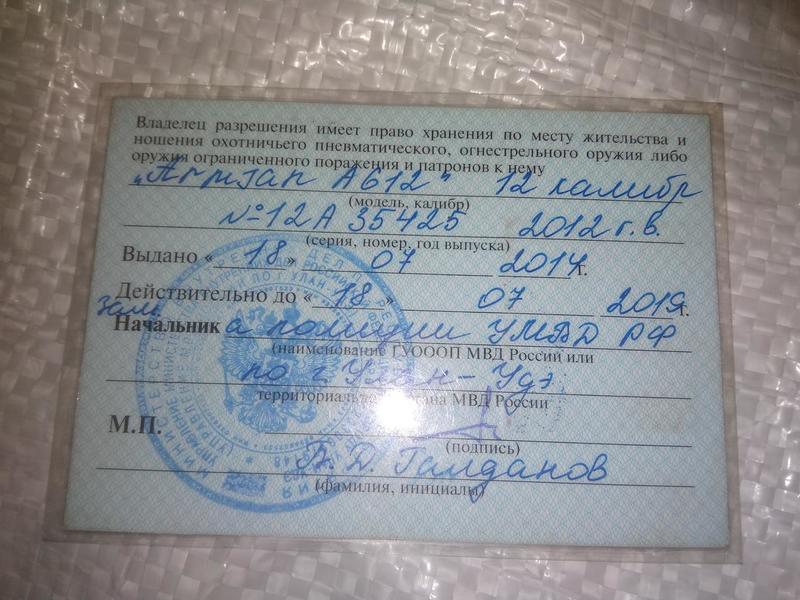 Владелец разрешения имеет право хранения по месту жительства и
ношения охотничьего пневматического, огнестрельного оружия либо
оружия ограниченного поражения и патронов к нему
А612" 12 калибр
(модель, калибр)
№12А 35425 2012 г.в.
(серия, номер, год выпуска)
Выдано « 18 » 07 2014 г.
Действительно до « 18 » 07 2019 г.
зам.
Начальник а полиции УМВД РФ
(наименование ГУОООП МВД России или
по г. Улан-Удэ
территориального органа МВД России
М.П.
(подпись)
Д. Галданов
(фамилия, инициалы)